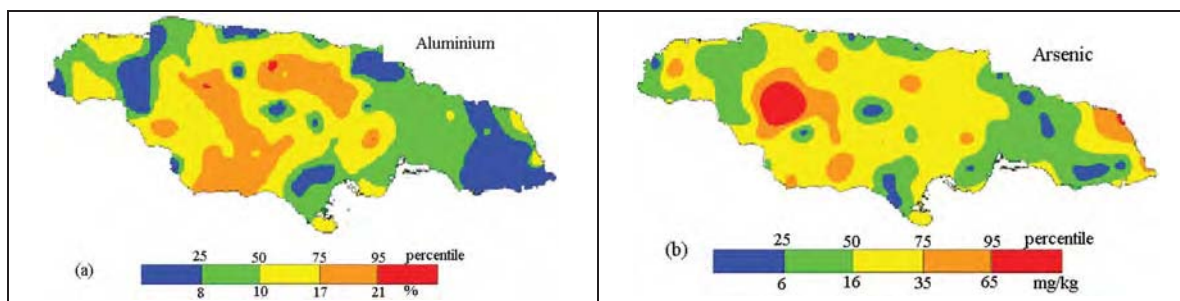 Aluminium
25 50 75 95 percentile
(a)
8 10 17 21 %
Arsenic
25 50 75 95 percentile
(b)
6 16 35 65 mg/kg